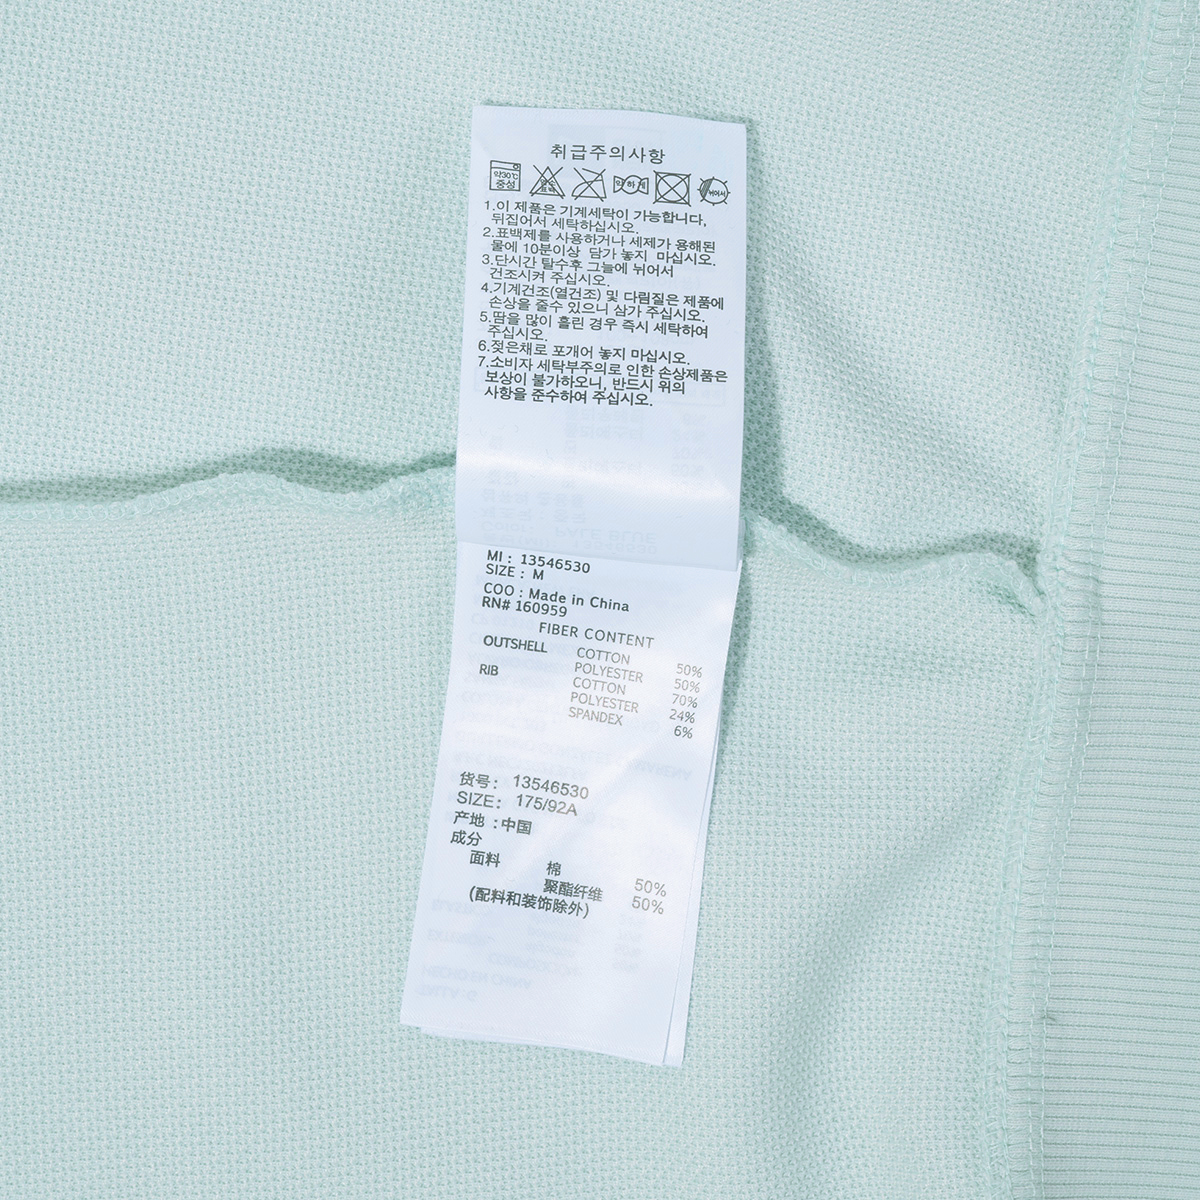 취급주의사항
약30℃
중성
염소
표백
약하게
뉘어서
1.이 제품은 기계세탁이 가능합니다,
뒤집어서 세탁하십시오.
2.표백제를 사용하거나 세제가 용해된
물에 10분이상 담가 놓지 마십시오.
3.단시간 탈수후 그늘에 뉘어서
건조시켜 주십시오.
4.기계건조(열건조) 및 다림질은 제품에
손상을 줄수 있으니 삼가 주십시오.
5.땀을 많이 흘린 경우 즉시 세탁하여
주십시오.
6.젖은채로 포개어 놓지 마십시오.
7.소비자 세탁부주의로 인한 손상제품은
보상이 불가하오니, 반드시 위의
사항을 준수하여 주십시오.
MI : 13546530
SIZE : M
COO : Made in China
RN# 160959
FIBER CONTENT
OUTSHELL COTTON 50%
POLYESTER 50%
RIB COTTON 70%
POLYESTER 24%
SPANDEX 6%
货号: 13546530
SIZE: 175/92A
产地 :中国
成分
面料 棉 50%
聚酯纤维 50%
(配料和装饰除外)